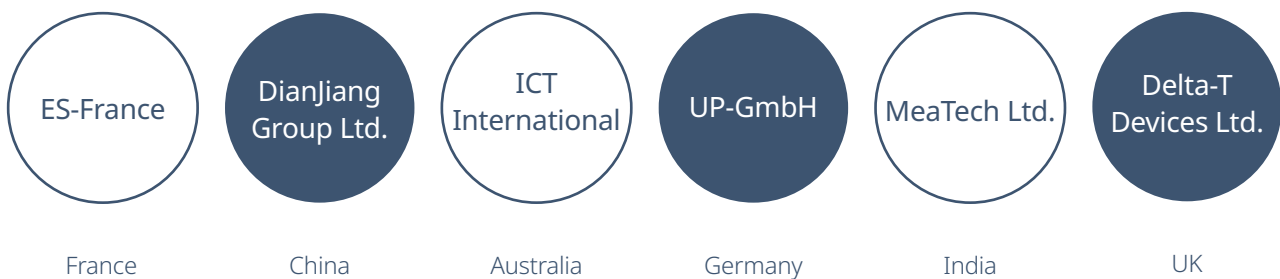 ES-France
DianJiang
Group Ltd.
ICT
International
UP-GmbH
MeaTech Ltd.
Delta-T
Devices Ltd.
France
China
Australia
Germany
India
UK